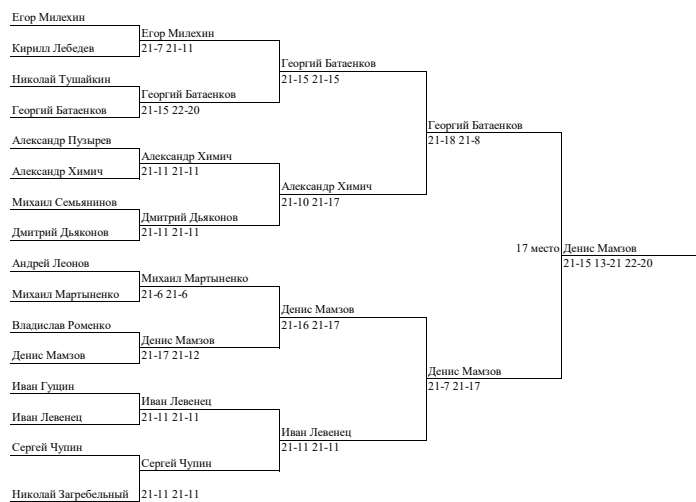 Егор Милехин
Егор Милехин
Кирилл Лебедев
21-7 21-11
Георгий Батаенков
Николай Тушайкин
21-15 21-15
Георгий Батаенков
Георгий Батаенков
21-15 22-20
Георгий Батаенков
Александр Пузырев
21-18 21-8
Александр Химич
Александр Химич
21-11 21-11
Александр Химич
Михаил Семьянинов
21-10 21-17
Дмитрий Дьяконов
Дмитрий Дьяконов
21-11 21-11
17 место Денис Мамзов
Андрей Леонов
21-15 13-21 22-20
Михаил Мартыненко
Михаил Мартыненко
21-6 21-6
Денис Мамзов
Владислав Роменко
21-16 21-17
Денис Мамзов
Денис Мамзов
21-17 21-12
Денис Мамзов
Иван Гущин
21-7 21-17
Иван Левенец
Иван Левенец
21-11 21-11
Иван Левенец
Сергей Чупин
21-11 21-11
Сергей Чупин
Николай Загребельный
21-11 21-11